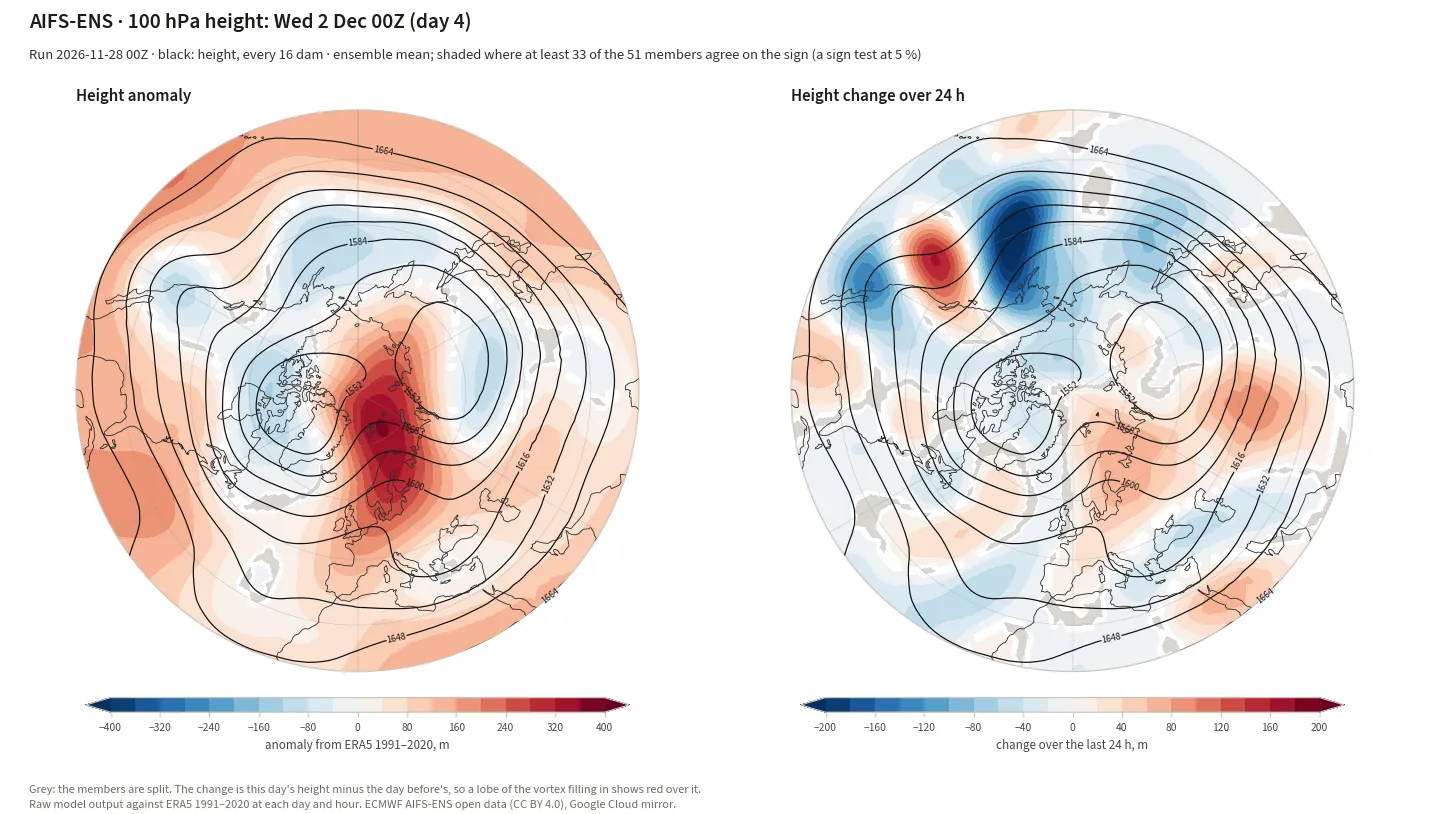 AIFS-ENS · 100 hPa height: Wed 2 Dec 00Z (day 4)
Run 2026-11-28 00Z · black: height, every 16 dam · ensemble mean; shaded where at least 33 of the 51 members agree on the sign (a sign test at 5 %)
Height anomaly
Height change over 24 h
1664
1584
1552
1552
1568
1600
1616
1632
1664
1648
1664
1584
1552
1552
1568
1600
1616
1632
1664
1648
−400 −320 −240 −160 −80 0 80 160 240 320 400
anomaly from ERA5 1991–2020, m
−200 −160 −120 −80 −40 0 40 80 120 160 200
change over the last 24 h, m
Grey: the members are split. The change is this day's height minus the day before's, so a lobe of the vortex filling in shows red over it.
Raw model output against ERA5 1991–2020 at each day and hour. ECMWF AIFS-ENS open data (CC BY 4.0), Google Cloud mirror.